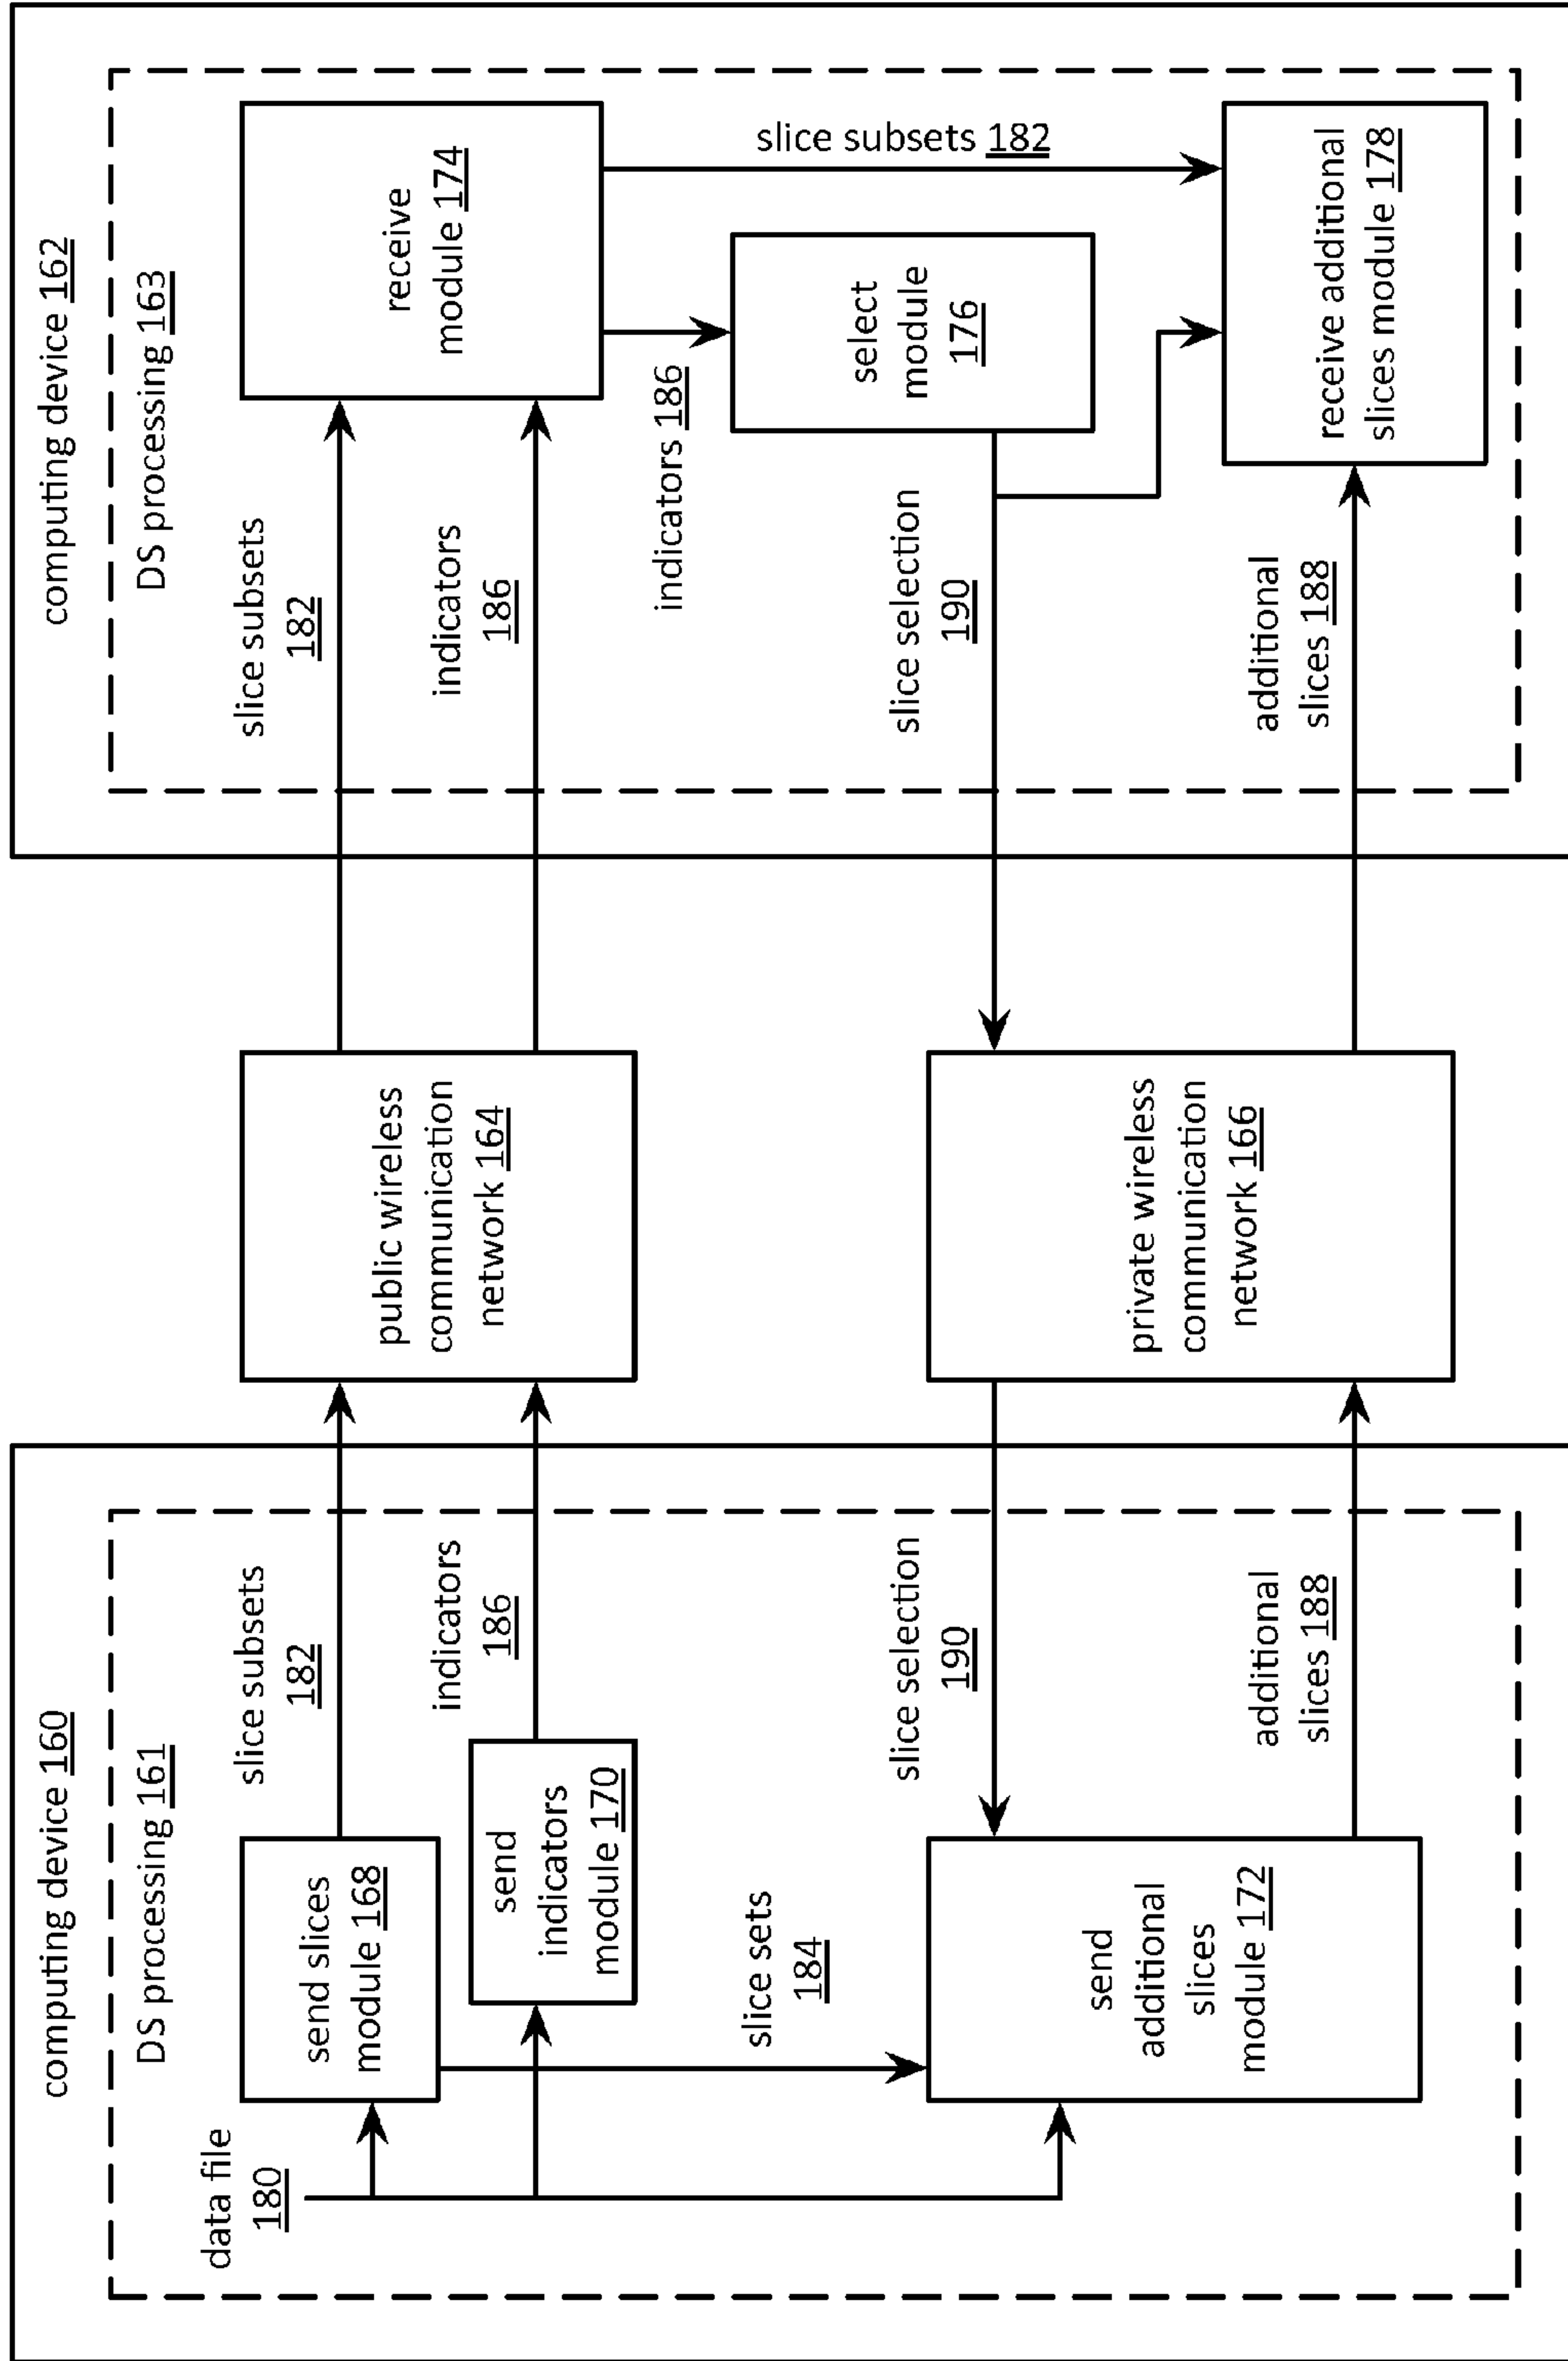 computing device 160
DS processing 161
data file
180
send slices
module 168
slice subsets
182
send
indicators
module 170
indicators
186
slice sets
184
send
additional
slices
module 172
slice selection
190
additional
slices 188
public wireless
communication
network 164
private wireless
communication
network 166
computing device 162
DS processing 163
slice subsets
182
indicators
186
receive
module 174
indicators 186
slice subsets 182
select
module
176
slice selection
190
additional
slices 188
receive additional
slices module 178